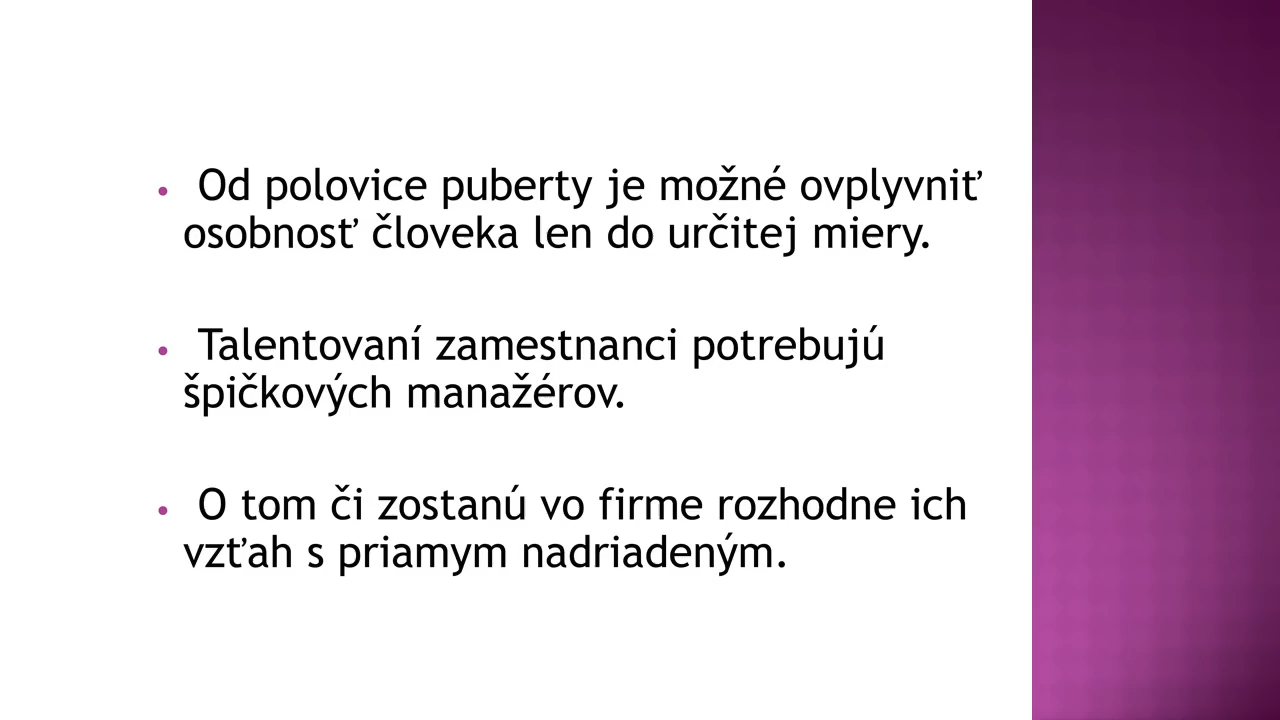 • Od polovice puberty je možné ovplyvniť
osobnosť človeka len do určitej miery.
• Talentovaní zamestnanci potrebujú
špičkových manažérov.
• O tom či zostanú vo firme rozhodne ich
vzťah s priamym nadriadeným.